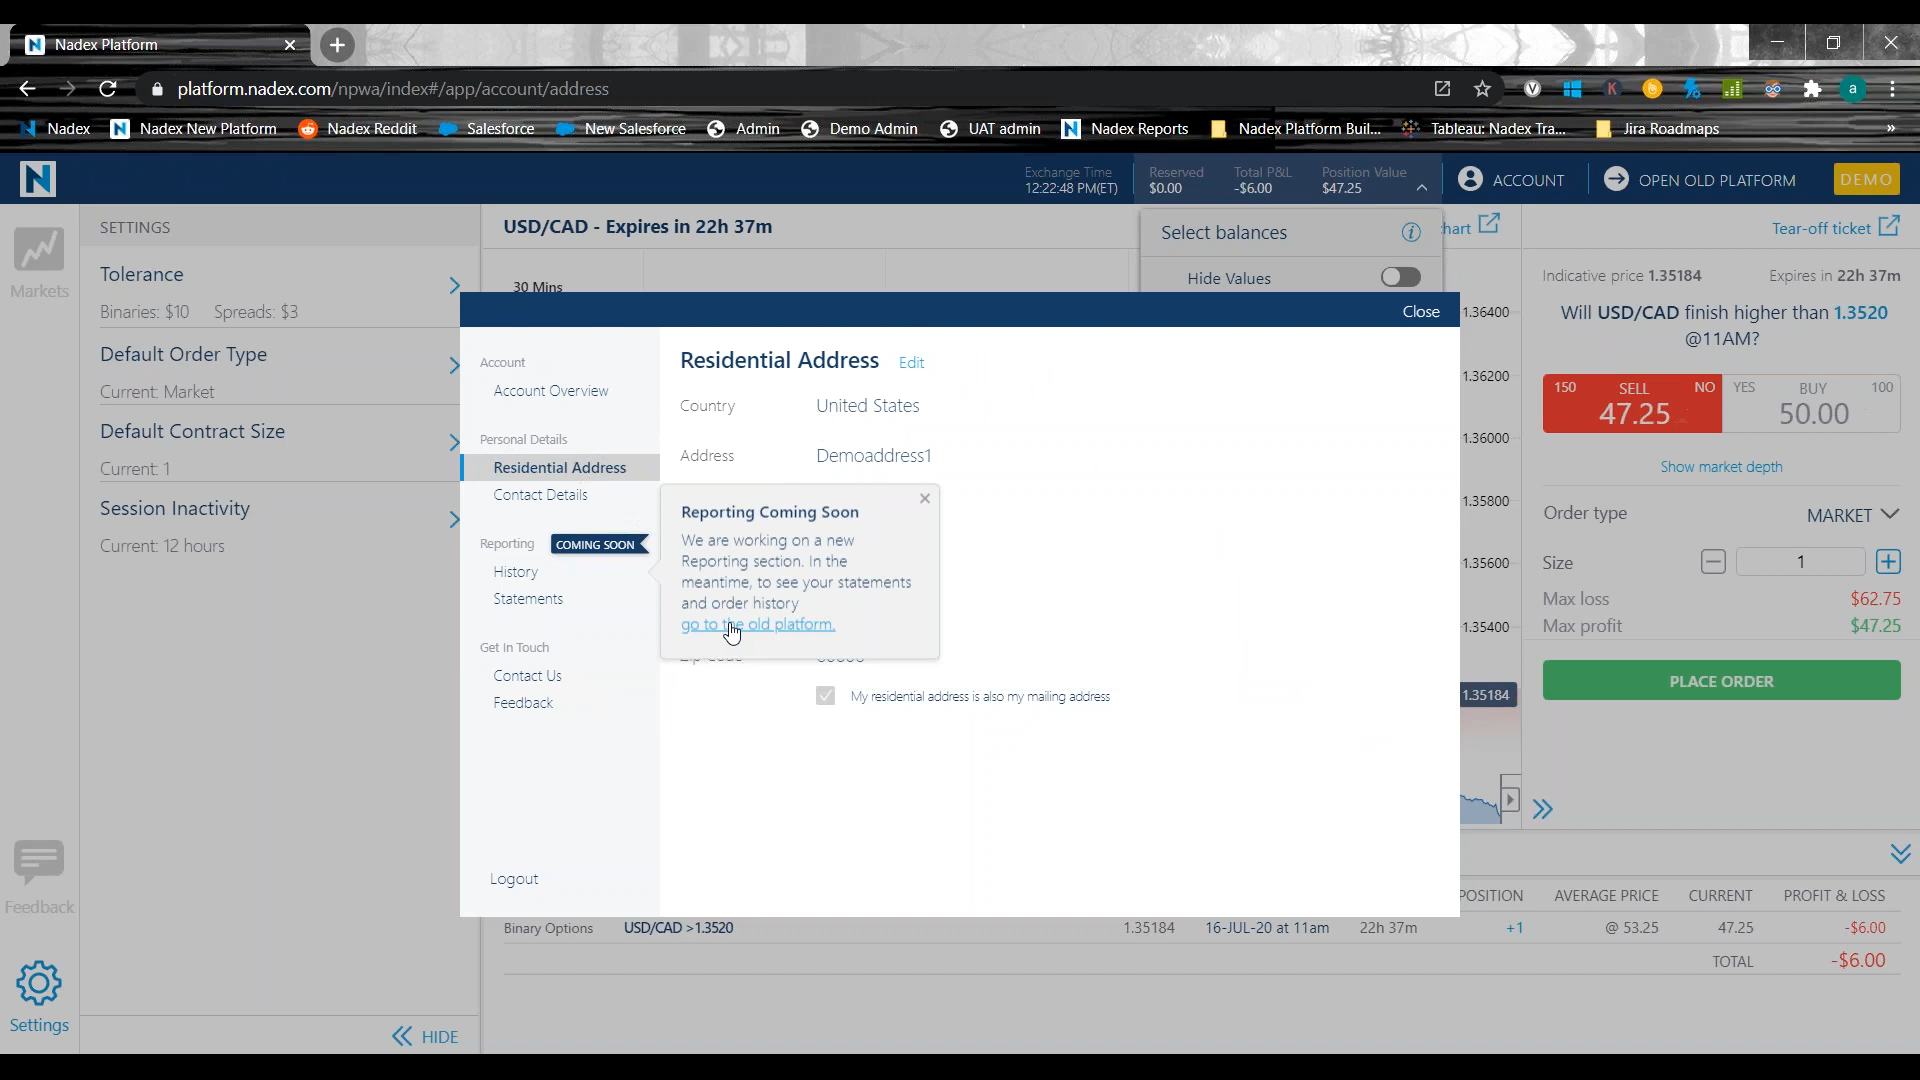 Nadex Platform
platform.nadex.com/npwa/index#/app/account/address
Nadex
Nadex New Platform
Nadex Reddit
Salesforce
New Salesforce
Admin
Demo Admin
UAT admin
Nadex Reports
Nadex Platform Buil...
Tableau: Nadex Tra...
Jira Roadmaps
»
N
Exchange Time
12:22:48 PM(ET)
Reserved
$0.00
Total P&L
-$6.00
Position Value
$47.25
ACCOUNT
OPEN OLD PLATFORM
DEMO
Markets
Feedback
Settings
SETTINGS
Tolerance
Binaries: $10 Spreads: $3
Default Order Type
Current: Market
Default Contract Size
Current: 1
Session Inactivity
Current: 12 hours
HIDE
USD/CAD - Expires in 22h 37m
30 Mins
Select balances
Hide Values
Close
Account
Account Overview
Personal Details
Residential Address
Contact Details
Reporting COMING SOON
History
Statements
Get In Touch
Contact Us
Feedback
Logout
Residential Address Edit
Country United States
Address Demoaddress1
Reporting Coming Soon
We are working on a new
Reporting section. In the
meantime, to see your statements
and order history
go to the old platform.
My residential address is also my mailing address
1.36400
1.36200
1.36000
1.35800
1.35600
1.35400
1.35184
Tear-off ticket
Indicative price 1.35184 Expires in 22h 37m
Will USD/CAD finish higher than 1.3520
@11AM?
150 SELL NO
47.25
YES BUY 100
50.00
Show market depth
Order type MARKET
Size 1
Max loss $62.75
Max profit $47.25
PLACE ORDER
POSITION AVERAGE PRICE CURRENT PROFIT & LOSS
Binary Options USD/CAD >1.3520 1.35184 16-JUL-20 at 11am 22h 37m +1 @ 53.25 47.25 -$6.00
TOTAL -$6.00